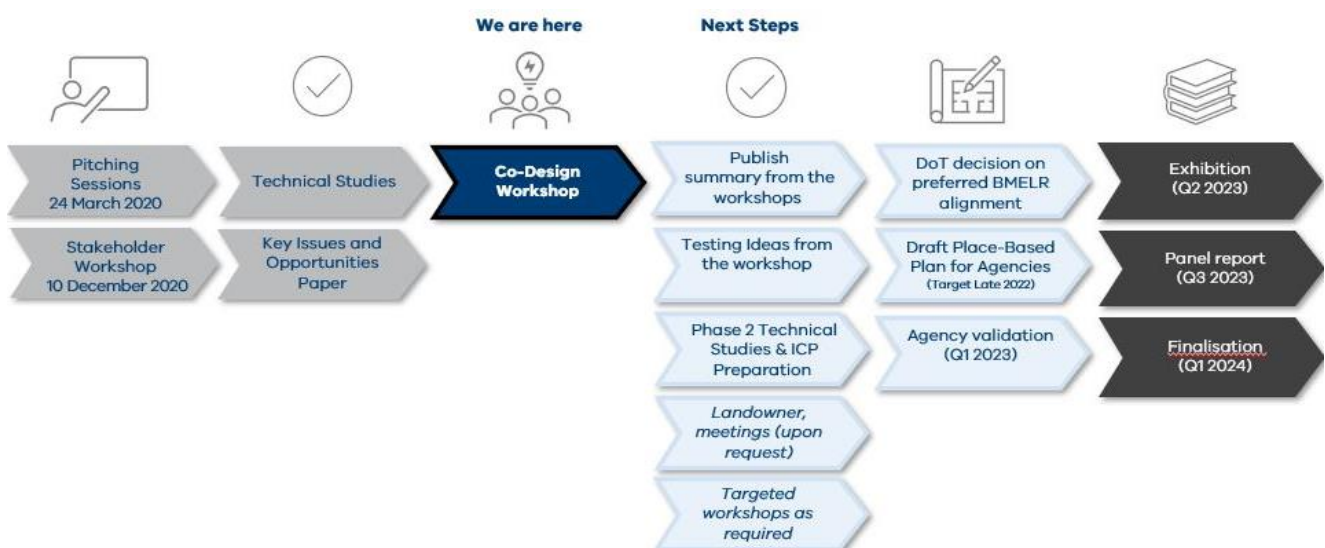 We are here
Next Steps
Pitching
Sessions
24 March 2020
Stakeholder
Workshop
10 December 2020
Technical Studies
Key Issues and
Opportunities
Paper
Co-Design
Workshop
Publish
summary from the
workshops
Testing Ideas from
the workshop
Phase 2 Technical
Studies & ICP
Preparation
Landowner,
meetings (upon
request)
Targeted
workshops as
required
DoT decision on
preferred BMELR
alignment
Draft Place-Based
Plan for Agencies
(Target Late 2022)
Agency validation
(Q1 2023)
Exhibition
(Q2 2023)
Panel report
(Q3 2023)
Finalisation
(Q1 2024)